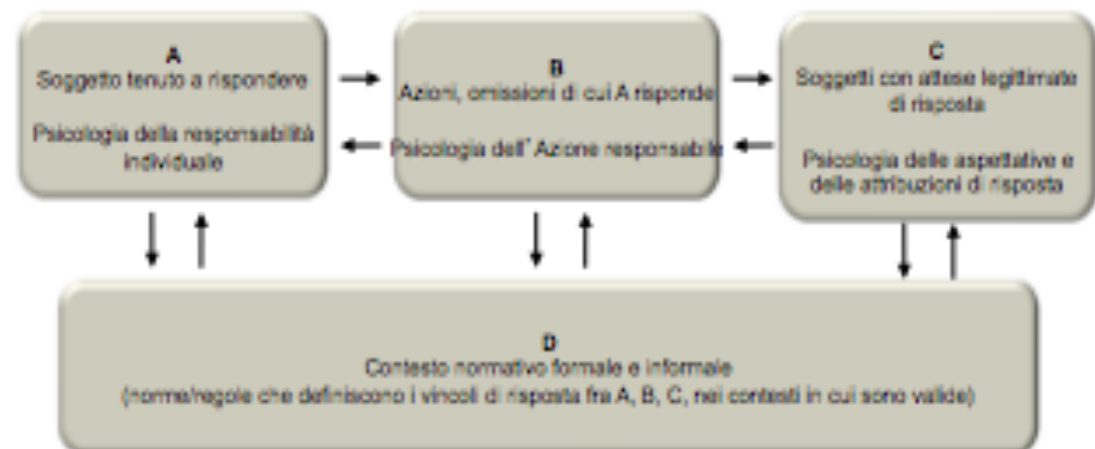 A
Soggetto tenuto a rispondere
Psicologia della responsabilità
individuale
B
Azioni, omissioni di cui A risponde
Psicologia dell’Azione responsabile
C
Soggetti con attese legittimate
di risposta
Psicologia delle aspettative e
delle attribuzioni di risposta
D
Contesto normativo formale e informale
(norme/regole che definiscono i vincoli di risposta fra A, B, C, nei contesti in cui sono valide)